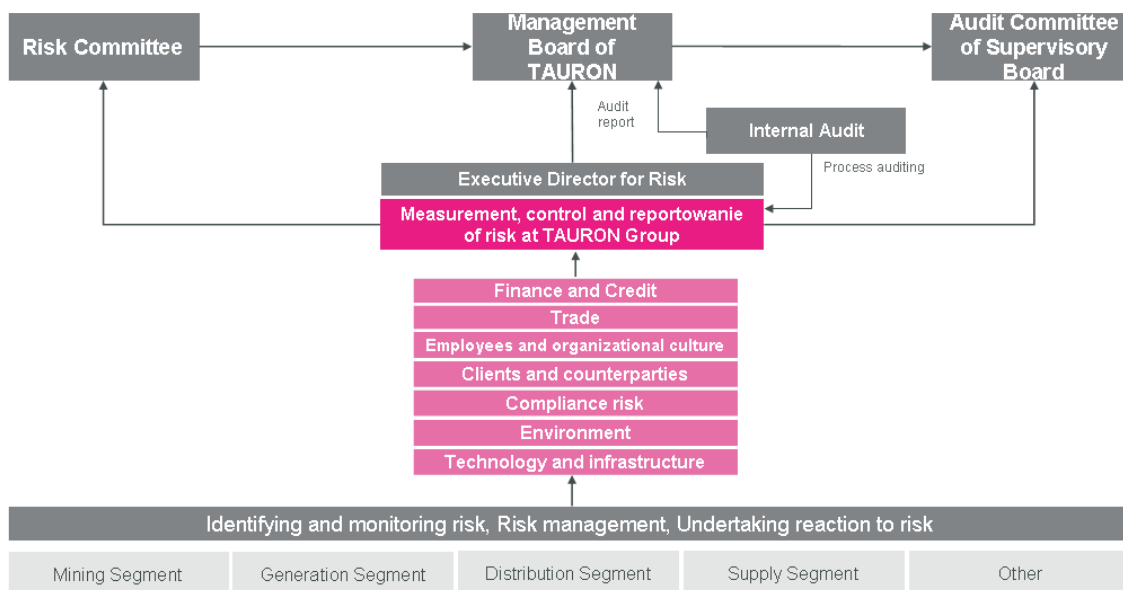 Risk Committee
Management
Board of
TAURON
Audit Committee
of Supervisory
Board
Audit
report
Internal Audit
Process auditing
Executive Director for Risk
Measurement, control and reportowanie
of risk at TAURON Group
Finance and Credit
Trade
Employees and organizational culture
Clients and counterparties
Compliance risk
Environment
Technology and infrastructure
Identifying and monitoring risk, Risk management, Undertaking reaction to risk
Mining Segment
Generation Segment
Distribution Segment
Supply Segment
Other